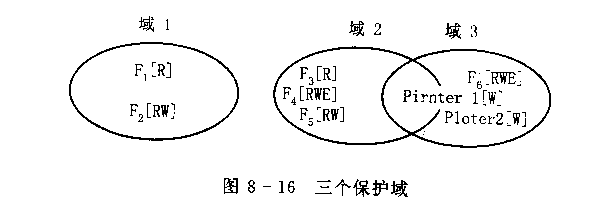 域 1
域 2
域 3
F₁[R]
F₂[RW]
F₃[R]
F₄[RWE]
F₅[RW]
F₆[RWE]
Pirnter 1[W]
Ploter2[W]
图 8-16 三个保护域